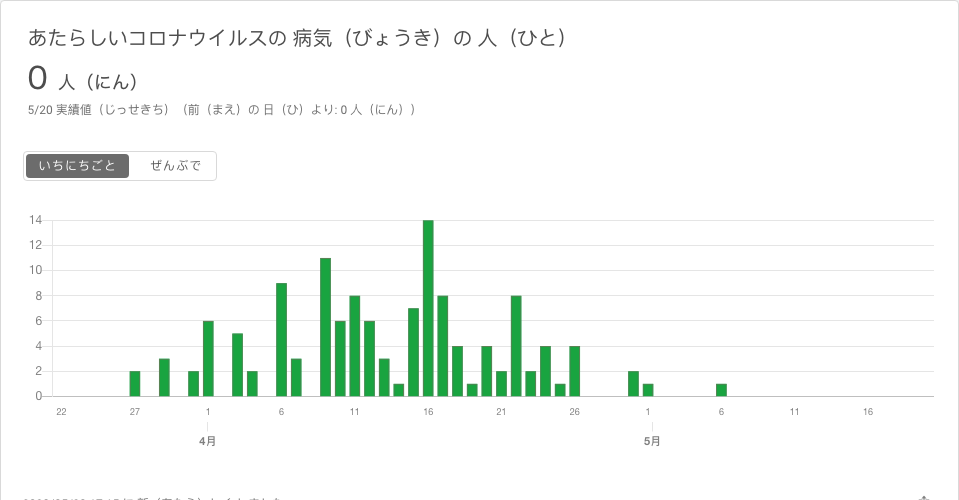 あたらしいコロナウイルスの 病気（びょうき）の 人（ひと）
0 人（にん）
5/20 実績値（じっせきち）（前（まえ）の 日（ひ）より: 0 人（にん））
いちにちごと ぜんぶで
14
12
10
8
6
4
2
0
22 27 1 6 11 16 21 26 1 6 11 16
4月 5月